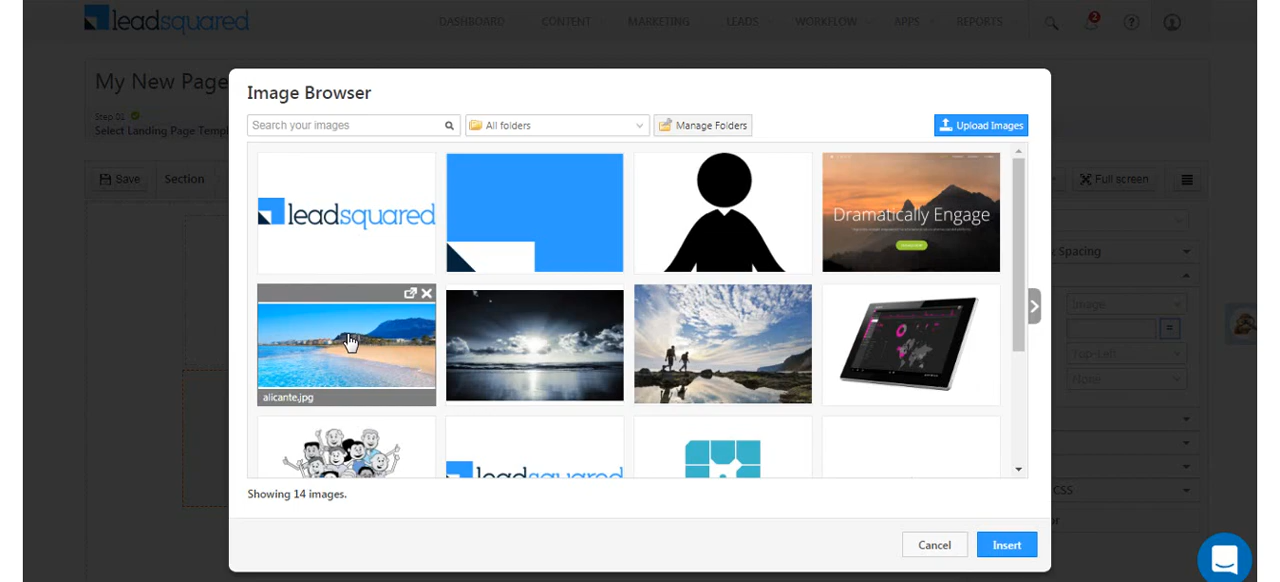 leadsquared
DASHBOARD CONTENT MARKETING LEADS WORKFLOW APPS REPORTS
2
My New Page
Step 01
Select Landing Page Templ
Save Section
Full screen
Image Browser
Search your images
All folders
Manage Folders
Upload Images
leadsquared
Dramatically Engage
alicante.jpg
leadsquared
Showing 14 images.
Cancel
Insert
& Spacing
Image
=
Top-Left
None
CSS